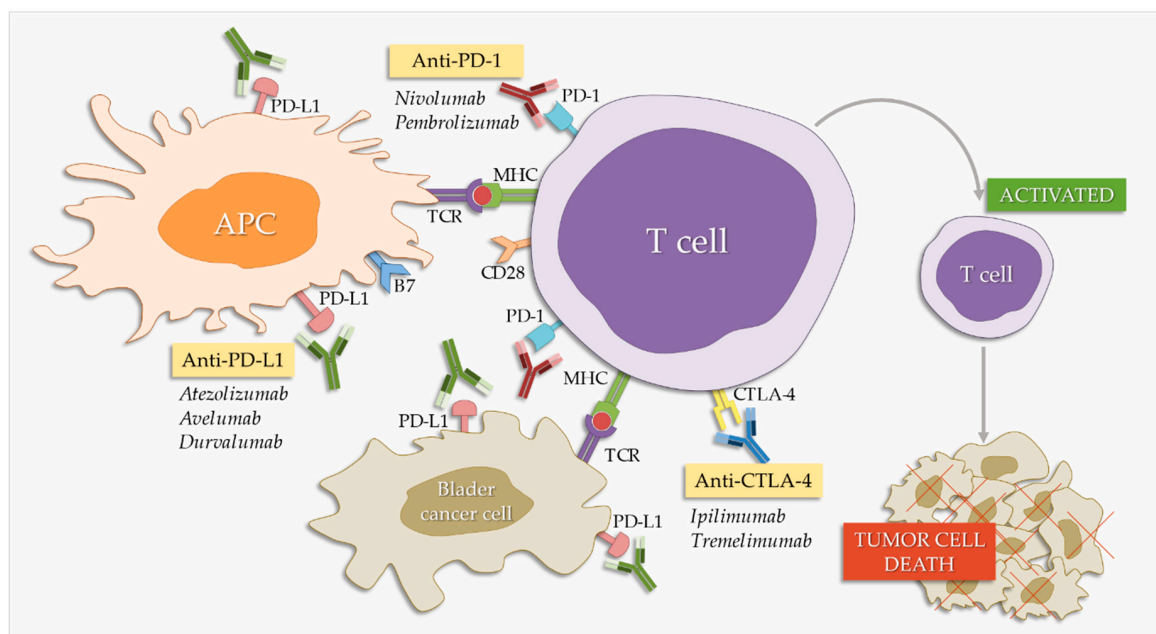 PD-L1
Anti-PD-1
Nivolumab
Pembrolizumab
PD-1
MHC
TCR
APC
T cell
ACTIVATED
T cell
CD28
B7
PD-L1
PD-1
Anti-PD-L1
Atezolizumab
Avelumab
Durvalumab
MHC
CTLA-4
PD-L1
TCR
Blader
cancer cell
Anti-CTLA-4
Ipilimumab
Tremelimumab
PD-L1
TUMOR CELL
DEATH